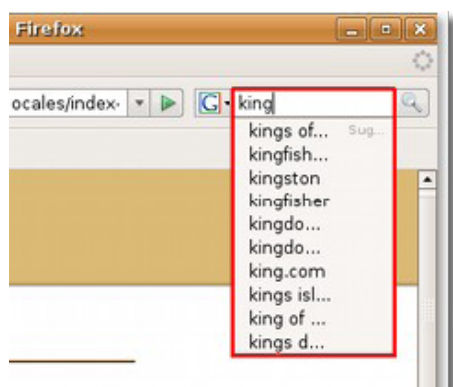 Firefox
ocales/index-
G king
kings of... Sug...
kingfish...
kingston
kingfisher
kingdo...
kingdo...
king.com
kings isl...
king of ...
kings d...